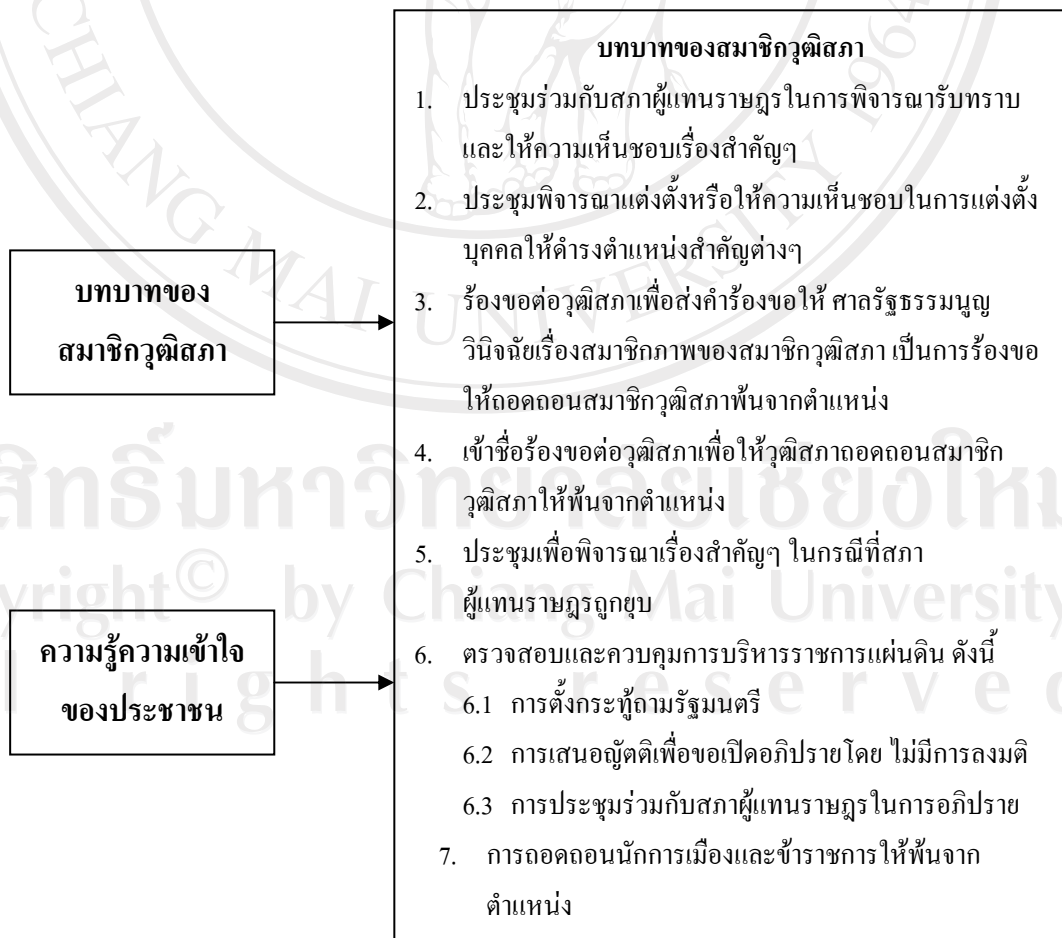 บทบาทของสมาชิกวุฒิสภา
1. ประชุมร่วมกับสภาผู้แทนราษฎรในการพิจารณารับทราบ
และให้ความเห็นชอบเรื่องสำคัญๆ
2. ประชุมพิจารณาแต่งตั้งหรือให้ความเห็นชอบในการแต่งตั้ง
บุคคลให้ดำรงตำแหน่งสำคัญต่างๆ
3. ร้องขอต่อวุฒิสภาเพื่อส่งคำร้องขอให้ ศาลรัฐธรรมนูญ
วินิจฉัยเรื่องสมาชิกภาพของสมาชิกวุฒิสภา เป็นการร้องขอ
ให้ถอดถอนสมาชิกวุฒิสภาพ้นจากตำแหน่ง
4. เข้าชื่อร้องขอต่อวุฒิสภาเพื่อให้วุฒิสภาถอดถอนสมาชิก
วุฒิสภาให้พ้นจากตำแหน่ง
5. ประชุมเพื่อพิจารณาเรื่องสำคัญๆ ในกรณีที่สภา
ผู้แทนราษฎรถูกยุบ
6. ตรวจสอบและควบคุมการบริหารราชการแผ่นดิน ดังนี้
6.1 การตั้งกระทู้ถามรัฐมนตรี
6.2 การเสนอญัตติเพื่อขอเปิดอภิปรายโดย ไม่มีการลงมติ
6.3 การประชุมร่วมกับสภาผู้แทนราษฎรในการอภิปราย
7. การถอดถอนนักการเมืองและข้าราชการให้พ้นจาก
ตำแหน่ง
บทบาทของ
สมาชิกวุฒิสภา
ความรู้ความเข้าใจ
ของประชาชน
CHIANG MAI UNIVERSITY 1964
สิทธิ์มหาวิทยาลัยเชียงใหม
yright © by Chiang Mai University
rights reserved